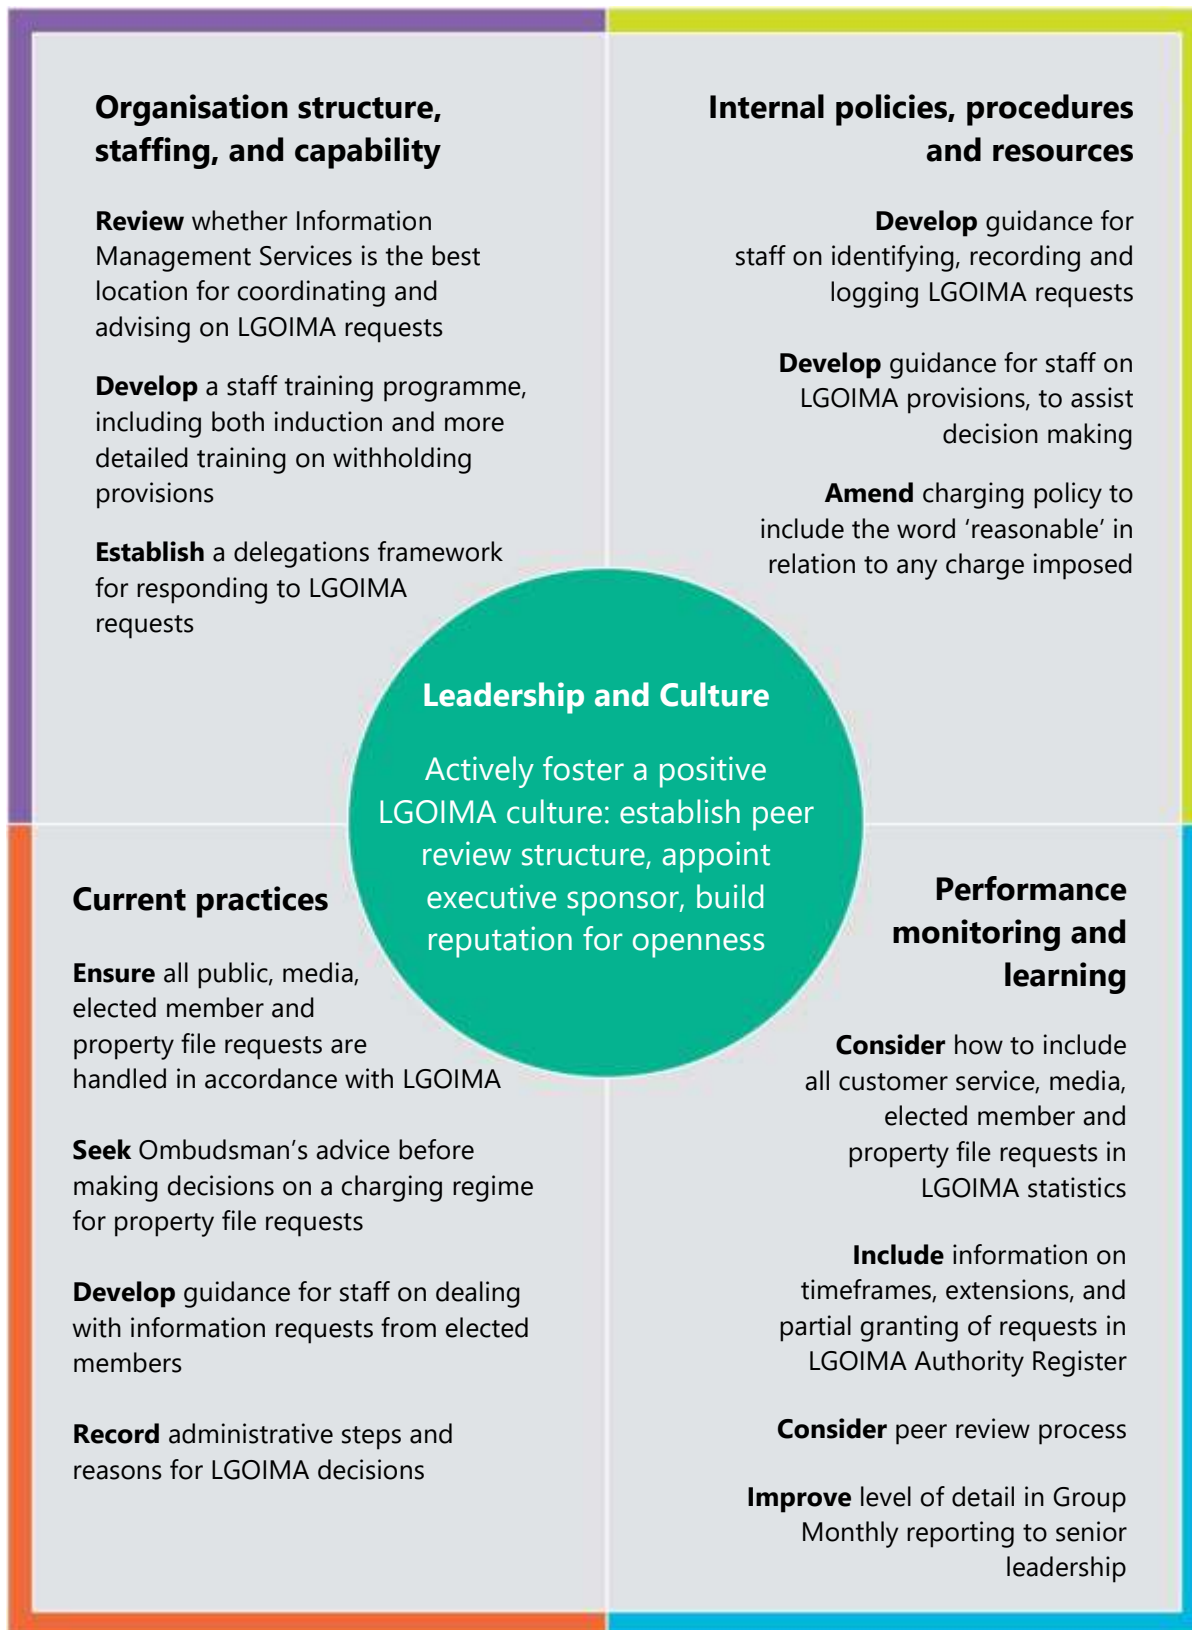 Organisation structure,
staffing, and capability
Review whether Information
Management Services is the best
location for coordinating and
advising on LGOIMA requests
Develop a staff training programme,
including both induction and more
detailed training on withholding
provisions
Establish a delegations framework
for responding to LGOIMA
requests
Internal policies, procedures
and resources
Develop guidance for
staff on identifying, recording and
logging LGOIMA requests
Develop guidance for staff on
LGOIMA provisions, to assist
decision making
Amend charging policy to
include the word ‘reasonable’ in
relation to any charge imposed
Leadership and Culture
Actively foster a positive
LGOIMA culture: establish peer
review structure, appoint
executive sponsor, build
reputation for openness
Current practices
Ensure all public, media,
elected member and
property file requests are
handled in accordance with LGOIMA
Seek Ombudsman’s advice before
making decisions on a charging regime
for property file requests
Develop guidance for staff on dealing
with information requests from elected
members
Record administrative steps and
reasons for LGOIMA decisions
Performance
monitoring and
learning
Consider how to include
all customer service, media,
elected member and
property file requests in
LGOIMA statistics
Include information on
timeframes, extensions, and
partial granting of requests in
LGOIMA Authority Register
Consider peer review process
Improve level of detail in Group
Monthly reporting to senior
leadership